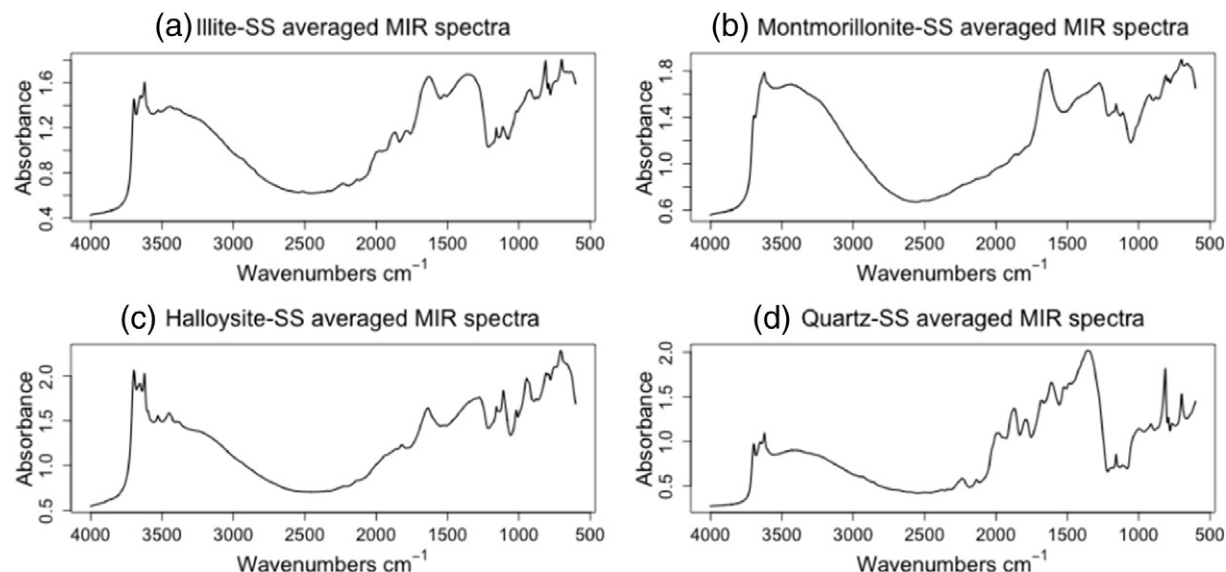 (a) Illite-SS averaged MIR spectra
Absorbance
0.4 0.8 1.2 1.6
4000 3500 3000 2500 2000 1500 1000 500
Wavenumbers cm⁻¹
(b) Montmorillonite-SS averaged MIR spectra
Absorbance
0.6 1.0 1.4 1.8
4000 3500 3000 2500 2000 1500 1000 500
Wavenumbers cm⁻¹
(c) Halloysite-SS averaged MIR spectra
Absorbance
0.5 1.0 1.5 2.0
4000 3500 3000 2500 2000 1500 1000 500
Wavenumbers cm⁻¹
(d) Quartz-SS averaged MIR spectra
Absorbance
0.5 1.0 1.5 2.0
4000 3500 3000 2500 2000 1500 1000 500
Wavenumbers cm⁻¹